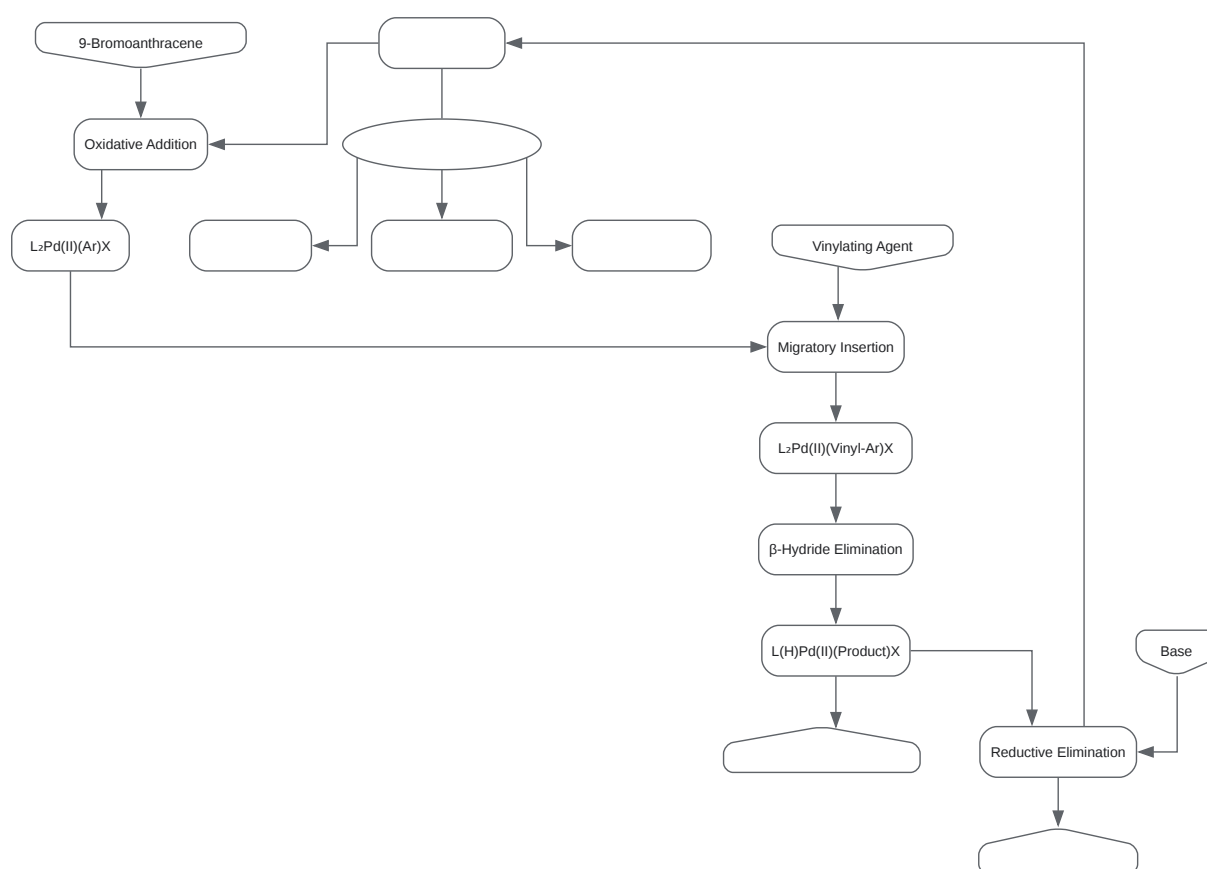 9-Bromoanthracene
Oxidative Addition
L₂Pd(II)(Ar)X
Vinylating Agent
Migratory Insertion
L₂Pd(II)(Vinyl-Ar)X
β-Hydride Elimination
L(H)Pd(II)(Product)X
Base
Reductive Elimination